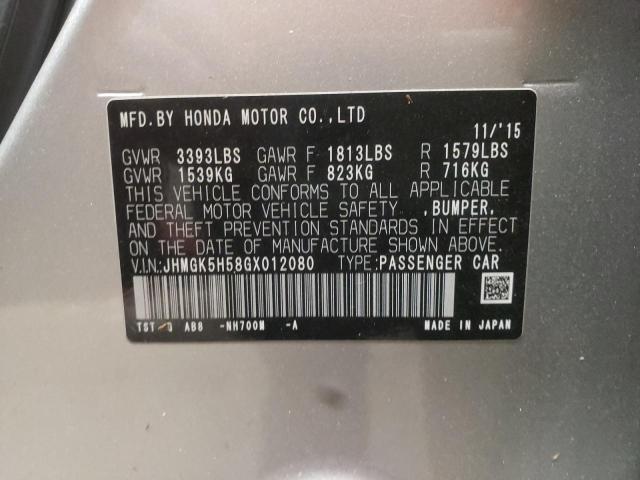 MFD.BY HONDA MOTOR CO.,LTD
11/'15
GVWR 3393LBS GAWR F 1813LBS R 1579LBS
GVWR 1539KG GAWR F 823KG R 716KG
THIS VEHICLE CONFORMS TO ALL APPLICABLE
FEDERAL MOTOR VEHICLE SAFETY ,BUMPER,
AND THEFT PREVENTION STANDARDS IN EFFECT ON
THE DATE OF MANUFACTURE SHOWN ABOVE.
V.I.N:JHMGK5H58GX012080 TYPE:PASSENGER CAR
TST AB8 -NH700M -A MADE IN JAPAN